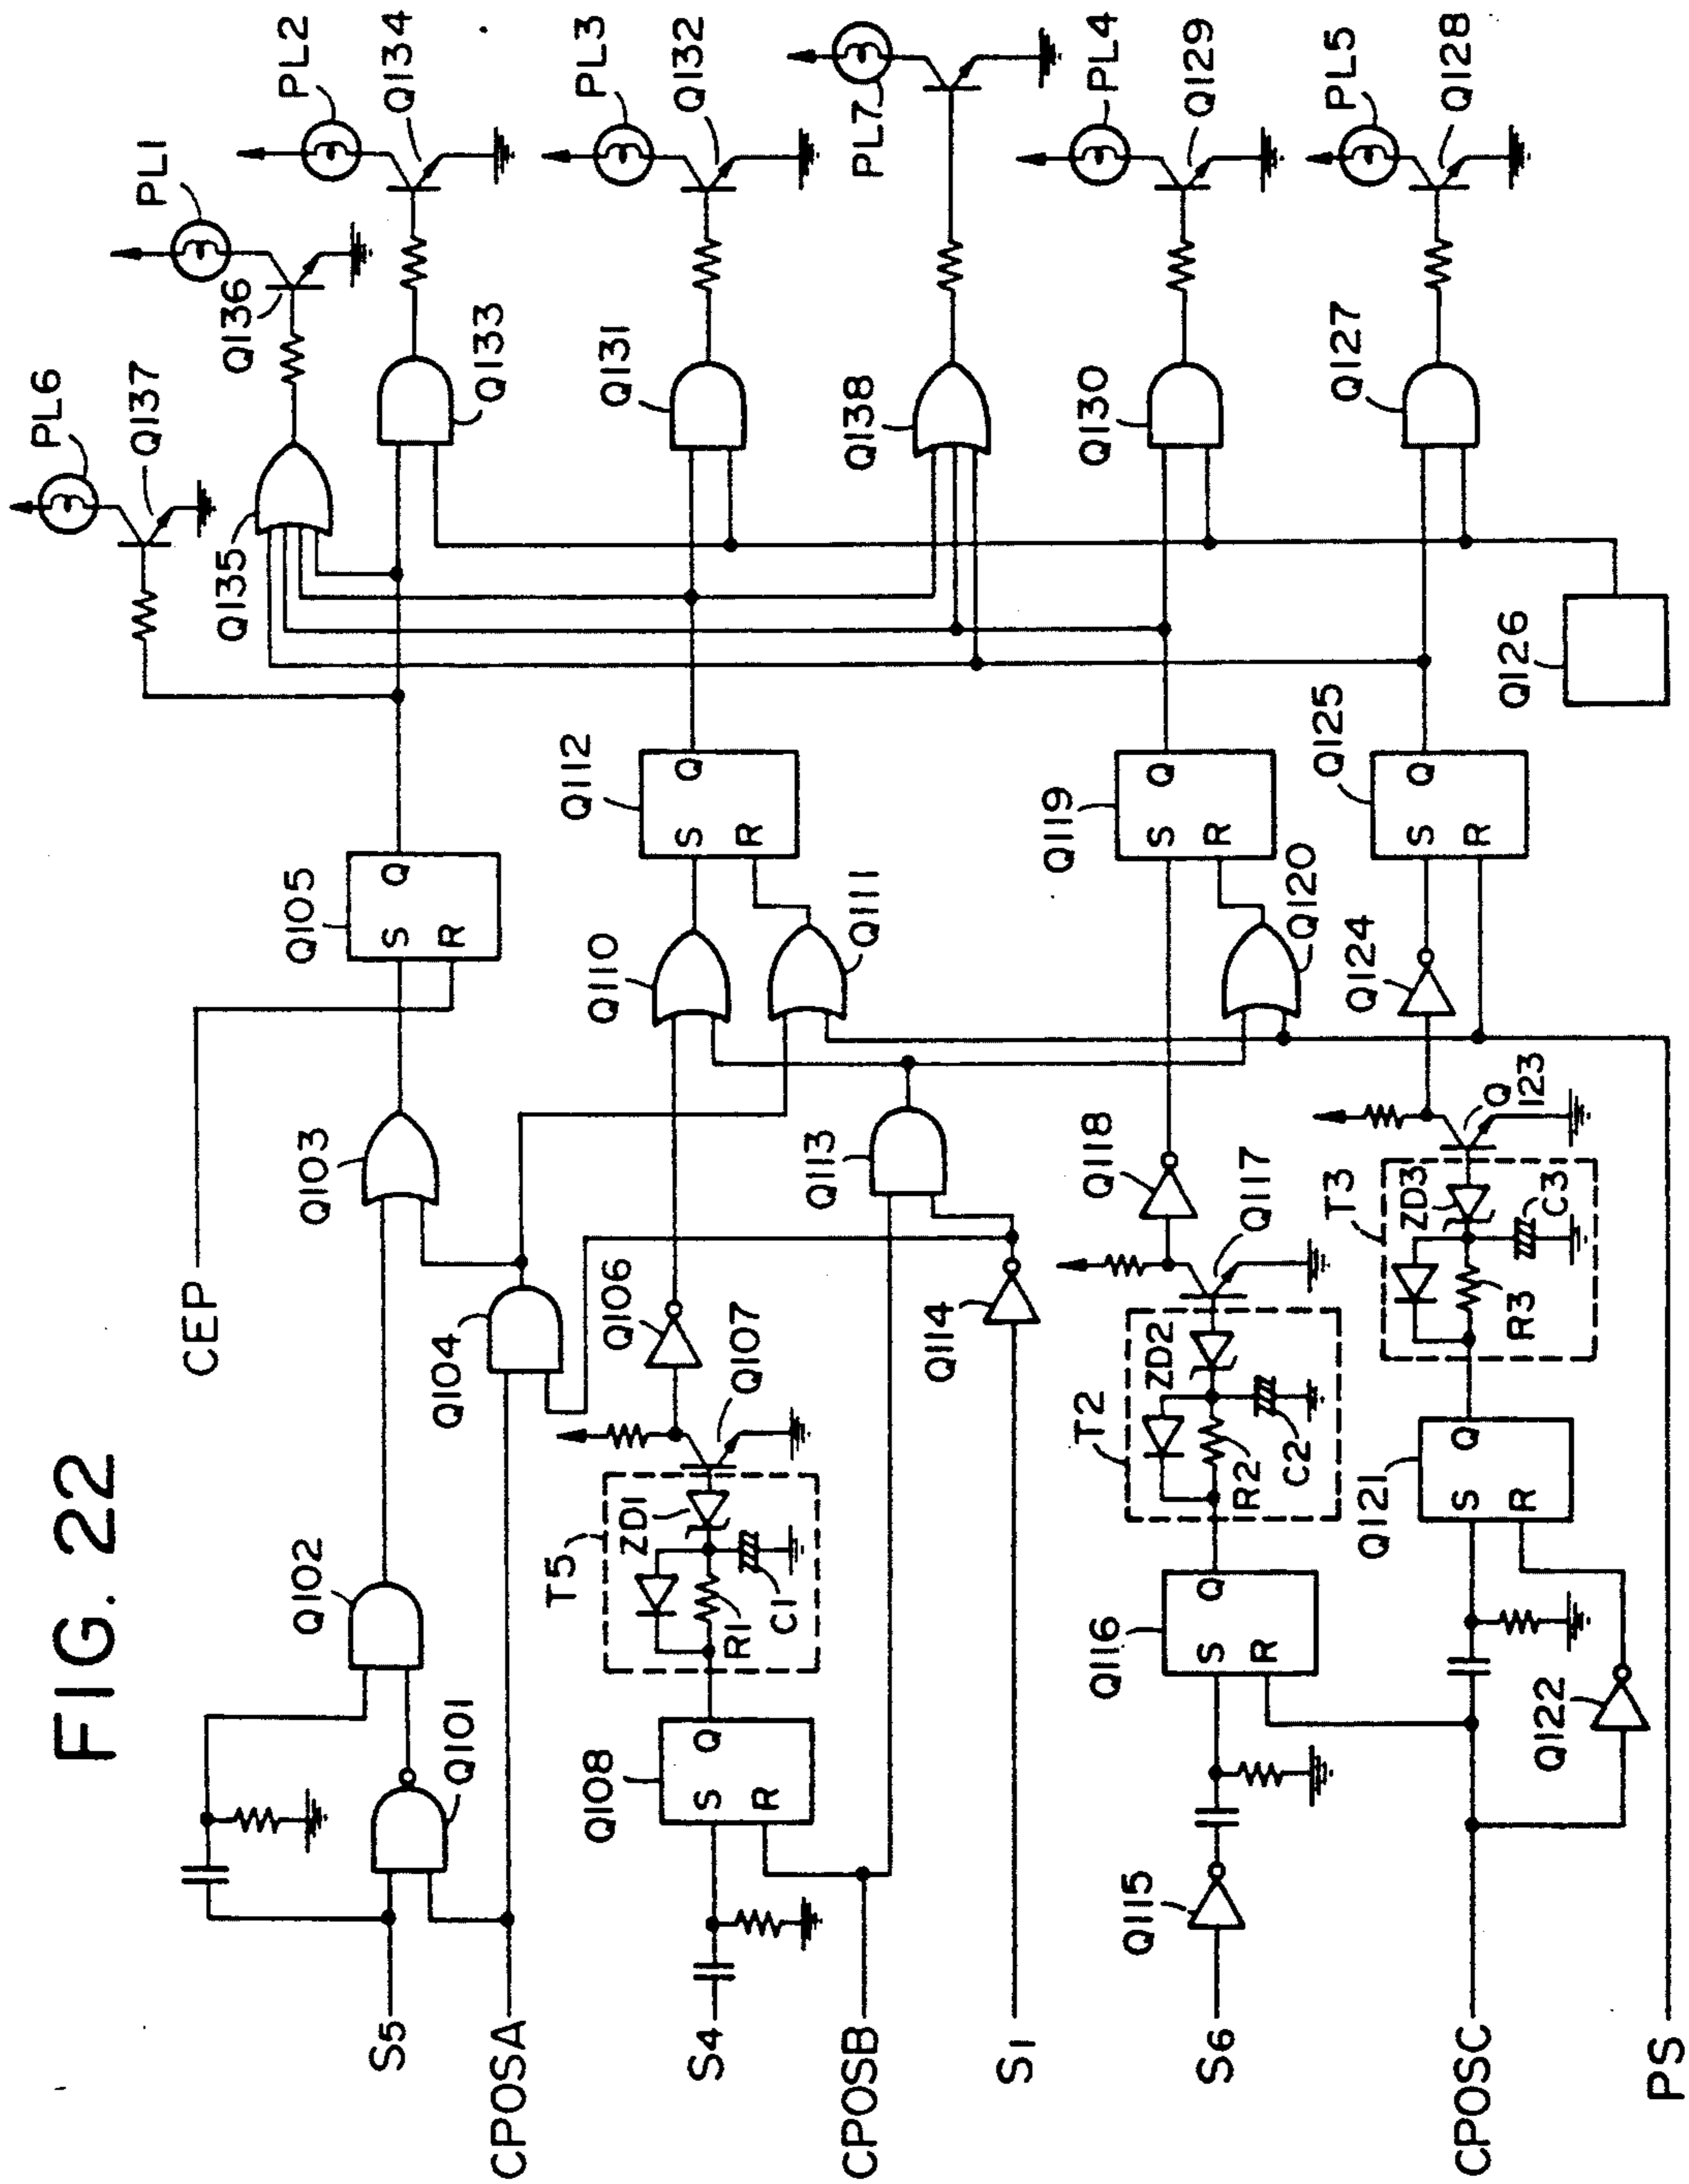 FIG. 22
PL6
Q137
PL1
Q136
PL2
Q134
Q135
Q133
CEP
Q105
S
R
Q
Q103
Q102
Q101
S5
CPOSA
Q104
PL3
Q132
Q131
Q112
S
R
Q
Q110
Q111
Q106
Q107
T5
ZD1
R1
C1
Q108
S
R
Q
S4
CPOSB
Q113
Q114
S1
PL7
Q138
PL4
Q129
Q130
Q119
S
R
Q
Q120
Q118
Q117
T2
ZD2
R2
C2
Q116
S
R
Q
Q115
S6
PL5
Q128
Q127
Q125
S
R
Q
Q126
Q124
Q
123
T3
ZD3
R3
C3
Q121
S
R
Q
Q122
CPOSC
PS